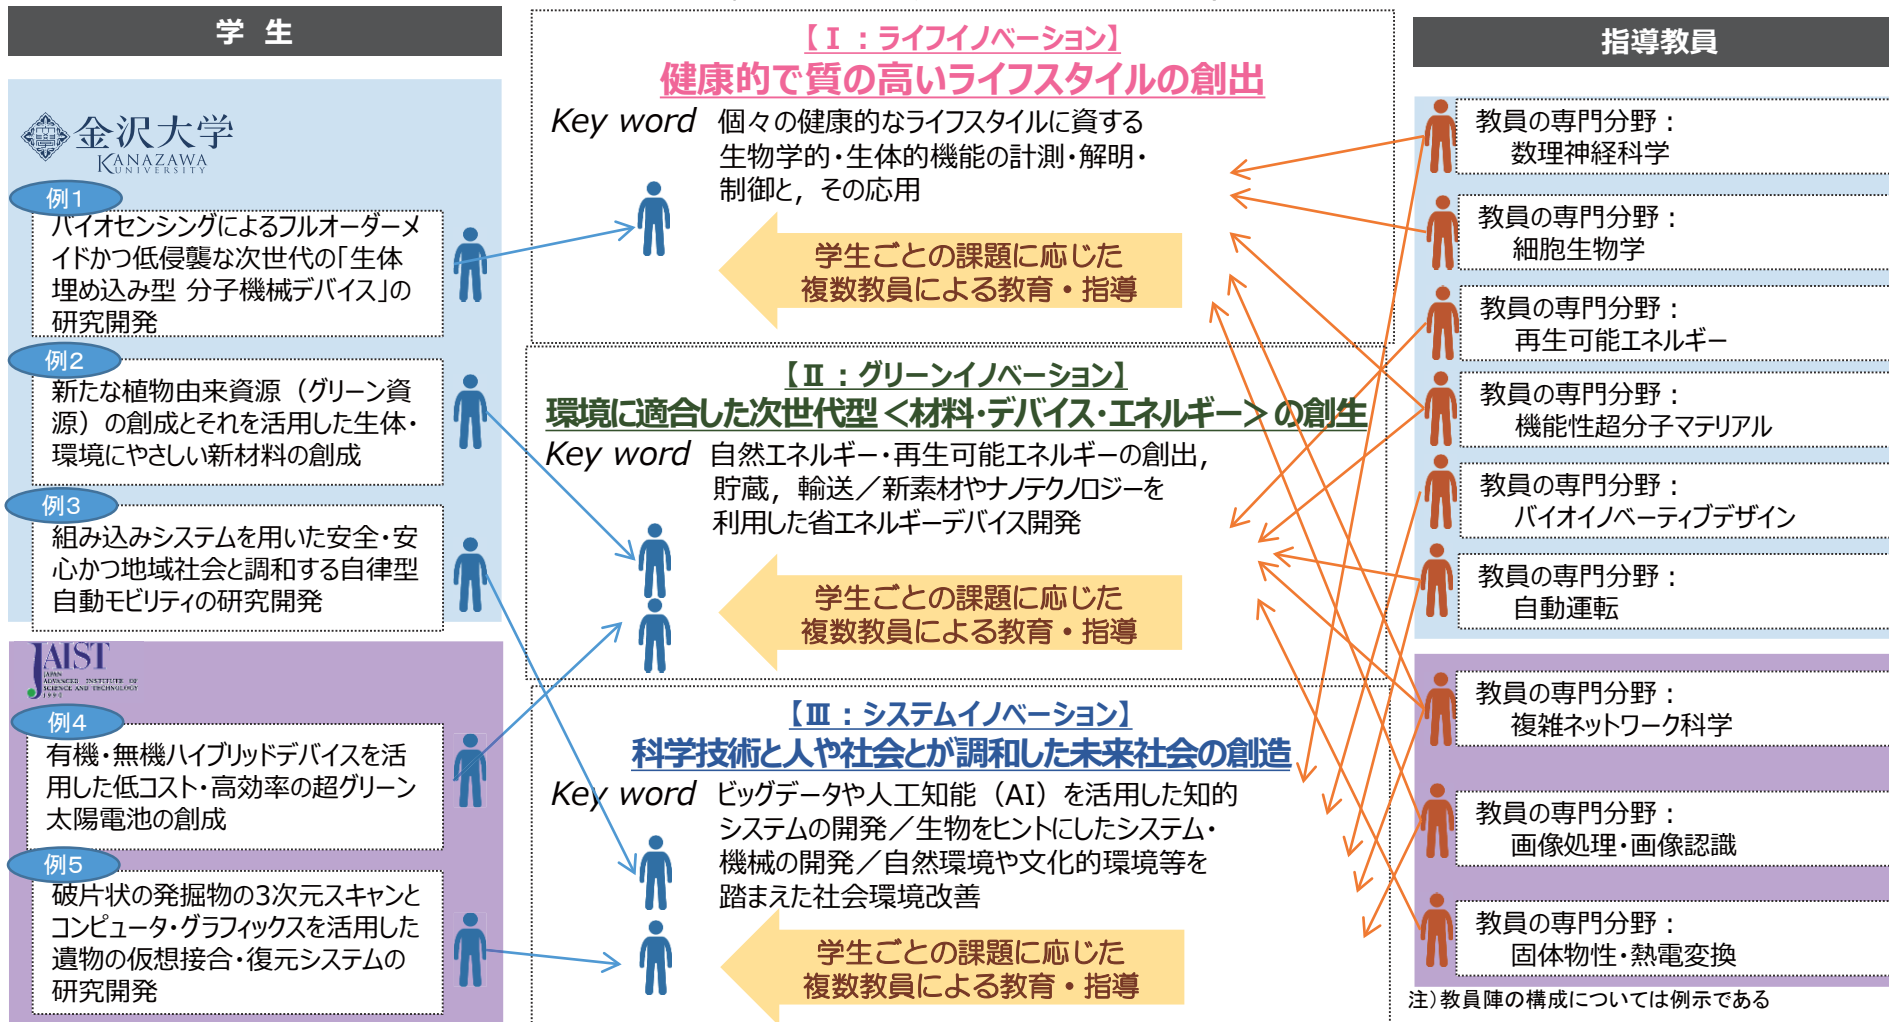 学 生
金沢大学
KANAZAWA
UNIVERSITY
例1
バイオセンシングによるフルオーダーメ
イドかつ低侵襲な次世代の「生体
埋め込み型 分子機械デバイス」の
研究開発
例2
新たな植物由来資源（グリーン資
源）の創成とそれを活用した生体・
環境にやさしい新材料の創成
例3
組み込みシステムを用いた安全・安
心かつ地域社会と調和する自律型
自動モビリティの研究開発
JAIST
JAPAN
ADVANCED INSTITUTE OF
SCIENCE AND TECHNOLOGY
1990
例4
有機・無機ハイブリッドデバイスを活
用した低コスト・高効率の超グリーン
太陽電池の創成
例5
破片状の発掘物の3次元スキャンと
コンピュータ・グラフィックスを活用した
遺物の仮想接合・復元システムの
研究開発
【Ⅰ：ライフイノベーション】
健康的で質の高いライフスタイルの創出
Key word 個々の健康的なライフスタイルに資する
生物学的・生体的機能の計測・解明・
制御と，その応用
学生ごとの課題に応じた
複数教員による教育・指導
【Ⅱ：グリーンイノベーション】
環境に適合した次世代型＜材料・デバイス・エネルギー＞の創生
Key word 自然エネルギー・再生可能エネルギーの創出，
貯蔵，輸送／新素材やナノテクノロジーを
利用した省エネルギーデバイス開発
学生ごとの課題に応じた
複数教員による教育・指導
【Ⅲ：システムイノベーション】
科学技術と人や社会とが調和した未来社会の創造
Key word ビッグデータや人工知能（AI）を活用した知的
システムの開発／生物をヒントにしたシステム・
機械の開発／自然環境や文化的環境等を
踏まえた社会環境改善
学生ごとの課題に応じた
複数教員による教育・指導
指導教員
教員の専門分野：
数理神経科学
教員の専門分野：
細胞生物学
教員の専門分野：
再生可能エネルギー
教員の専門分野：
機能性超分子マテリアル
教員の専門分野：
バイオイノベーティブデザイン
教員の専門分野：
自動運転
教員の専門分野：
複雑ネットワーク科学
教員の専門分野：
画像処理・画像認識
教員の専門分野：
固体物性・熱電変換
注）教員陣の構成については例示である